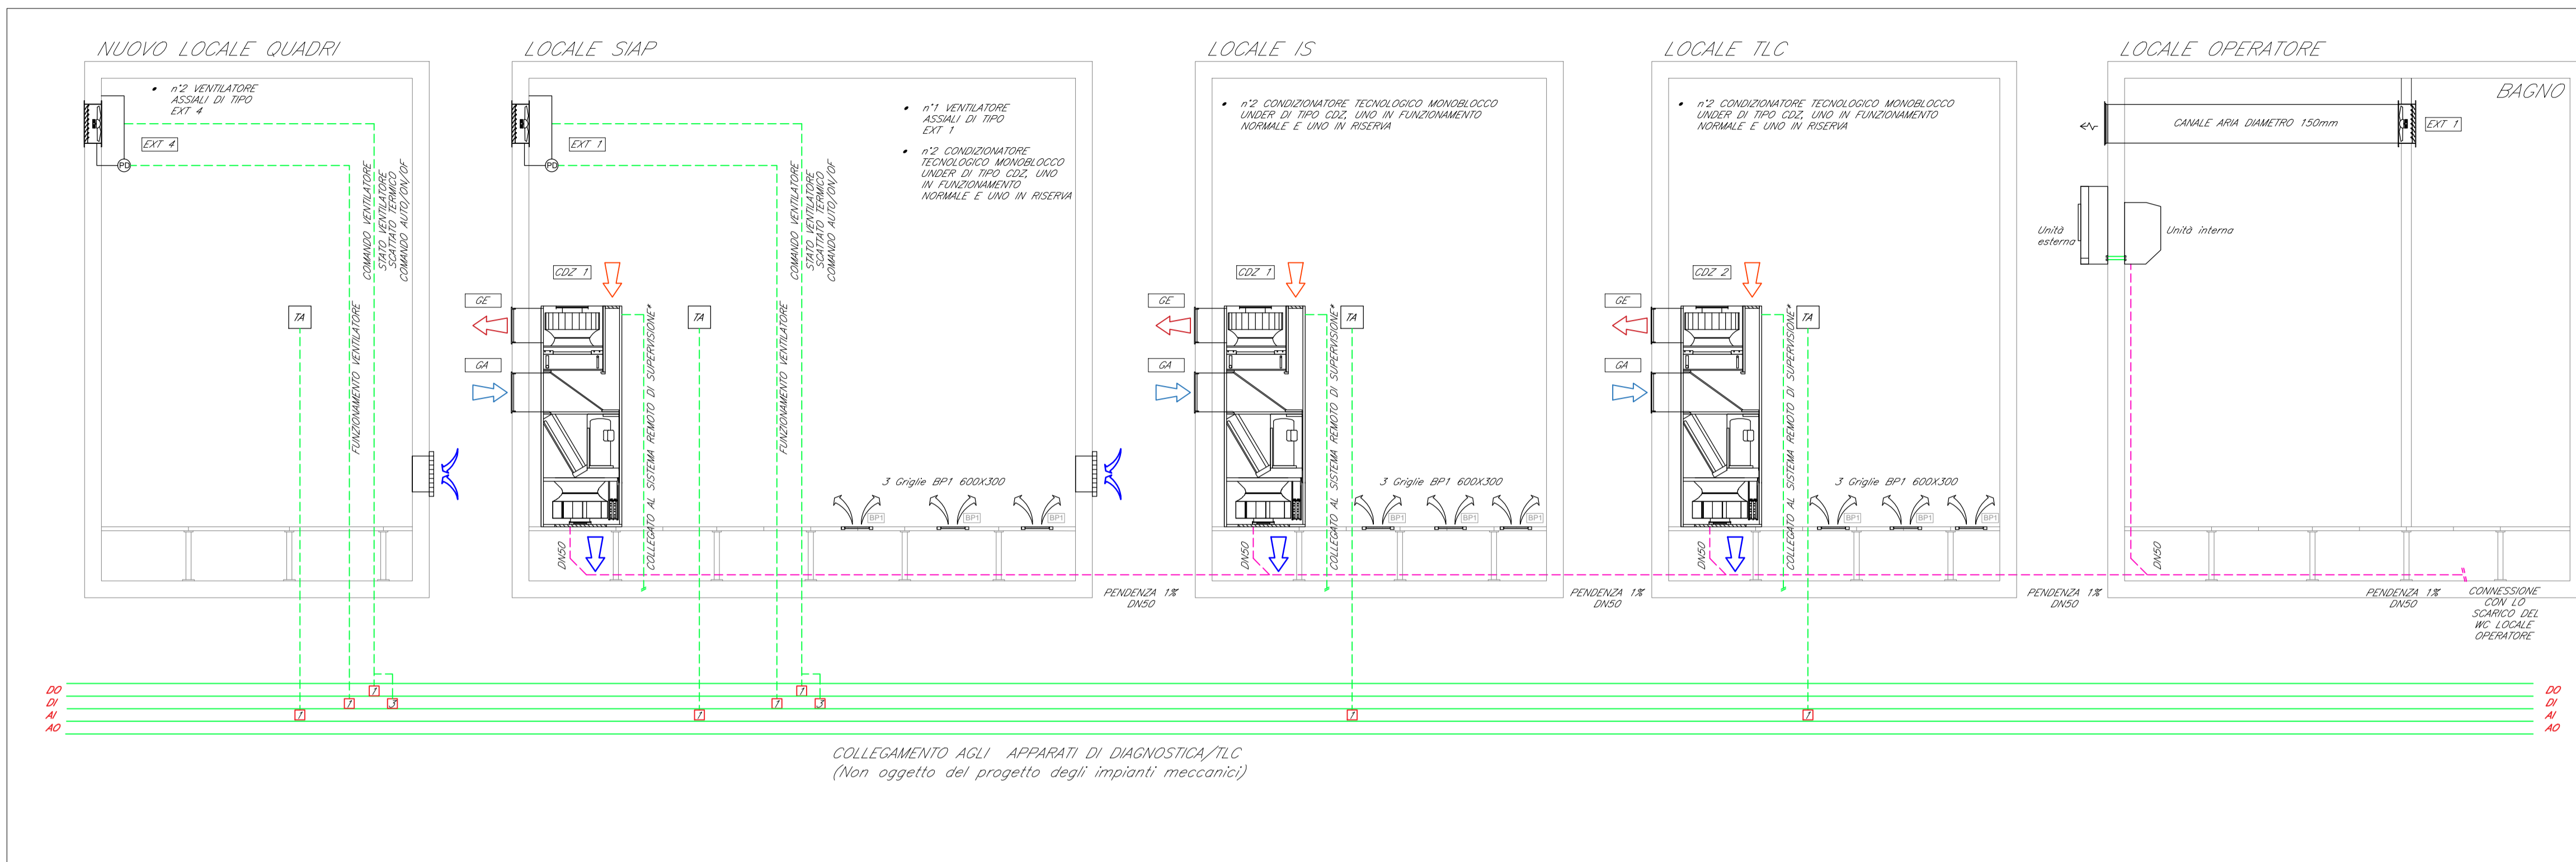 NUOVO LOCALE QUADRI
• n°2 VENTILATORE
ASSIALI DI TIPO
EXT 4
EXT 4
PD
COMANDO VENTILATORE
STATO VENTILATORE
SCATTATO TERMICO
COMANDO AUTO/ON/OF
FUNZIONAMENTO VENTILATORE
TA
LOCALE SIAP
• n°1 VENTILATORE
ASSIALI DI TIPO
EXT 1
• n°2 CONDIZIONATORE
TECNOLOGICO MONOBLOCCO
UNDER DI TIPO CDZ, UNO
IN FUNZIONAMENTO
NORMALE E UNO IN RISERVA
EXT 1
PD
COMANDO VENTILATORE
STATO VENTILATORE
SCATTATO TERMICO
COMANDO AUTO/ON/OF
FUNZIONAMENTO VENTILATORE
CDZ 1
GE
GA
TA
COLLEGATO AL SISTEMA REMOTO DI SUPERVISIONE*
3 Griglie BP1 600X300
BP1
BP1
BP1
DN50
PENDENZA 1%
DN50
LOCALE IS
• n°2 CONDIZIONATORE TECNOLOGICO MONOBLOCCO
UNDER DI TIPO CDZ, UNO IN FUNZIONAMENTO
NORMALE E UNO IN RISERVA
CDZ 1
GE
GA
TA
COLLEGATO AL SISTEMA REMOTO DI SUPERVISIONE*
3 Griglie BP1 600X300
BP1
BP1
BP1
DN50
PENDENZA 1%
DN50
LOCALE TLC
• n°2 CONDIZIONATORE TECNOLOGICO MONOBLOCCO
UNDER DI TIPO CDZ, UNO IN FUNZIONAMENTO
NORMALE E UNO IN RISERVA
CDZ 2
GE
GA
TA
COLLEGATO AL SISTEMA REMOTO DI SUPERVISIONE*
3 Griglie BP1 600X300
BP1
BP1
BP1
DN50
PENDENZA 1%
DN50
LOCALE OPERATORE
BAGNO
CANALE ARIA DIAMETRO 150mm
EXT 1
Unità
esterna
Unità interna
DN50
PENDENZA 1%
DN50
CONNESSIONE
CON LO
SCARICO DEL
WC LOCALE
OPERATORE
DO
DI
AI
AO
1
1
1
3
1
1
1
3
1
1
DO
DI
AI
AO
COLLEGAMENTO AGLI APPARATI DI DIAGNOSTICA/TLC
(Non oggetto del progetto degli impianti meccanici)